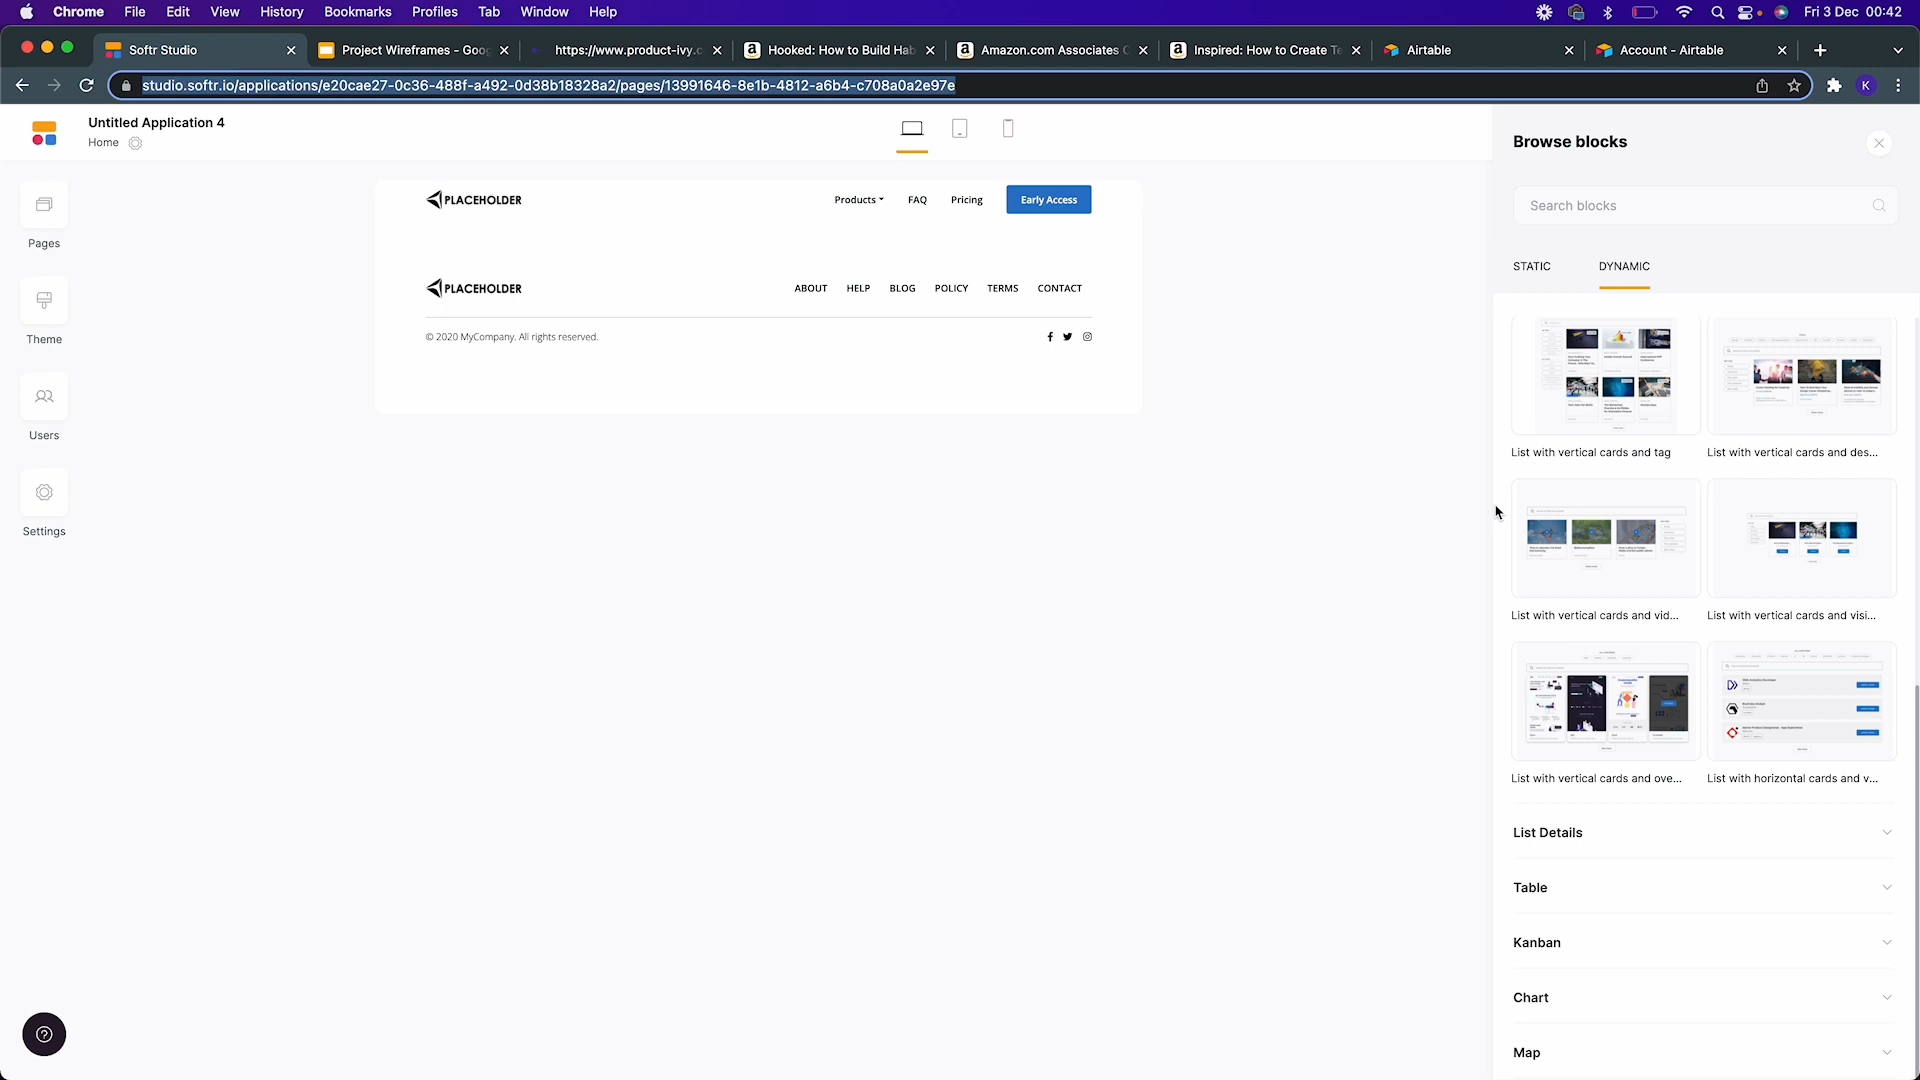 Chrome File Edit View History Bookmarks Profiles Tab Window Help
Fri 3 Dec 00:42
Softr Studio
Project Wireframes - Goo
https://www.product-ivy.c
Hooked: How to Build Hab
Amazon.com Associates C
Inspired: How to Create Te
Airtable
Account - Airtable
studio.softr.io/applications/e20cae27-0c36-488f-a492-0d38b18328a2/pages/13991646-8e1b-4812-a6b4-c708a0a2e97e
K
Untitled Application 4
Home
Pages
Theme
Users
Settings
PLACEHOLDER
Products FAQ Pricing Early Access
PLACEHOLDER
ABOUT HELP BLOG POLICY TERMS CONTACT
© 2020 MyCompany. All rights reserved.
Browse blocks
Search blocks
STATIC DYNAMIC
List with vertical cards and tag
List with vertical cards and des...
List with vertical cards and vid...
List with vertical cards and visi...
List with vertical cards and ove...
List with horizontal cards and v...
List Details
Table
Kanban
Chart
Map